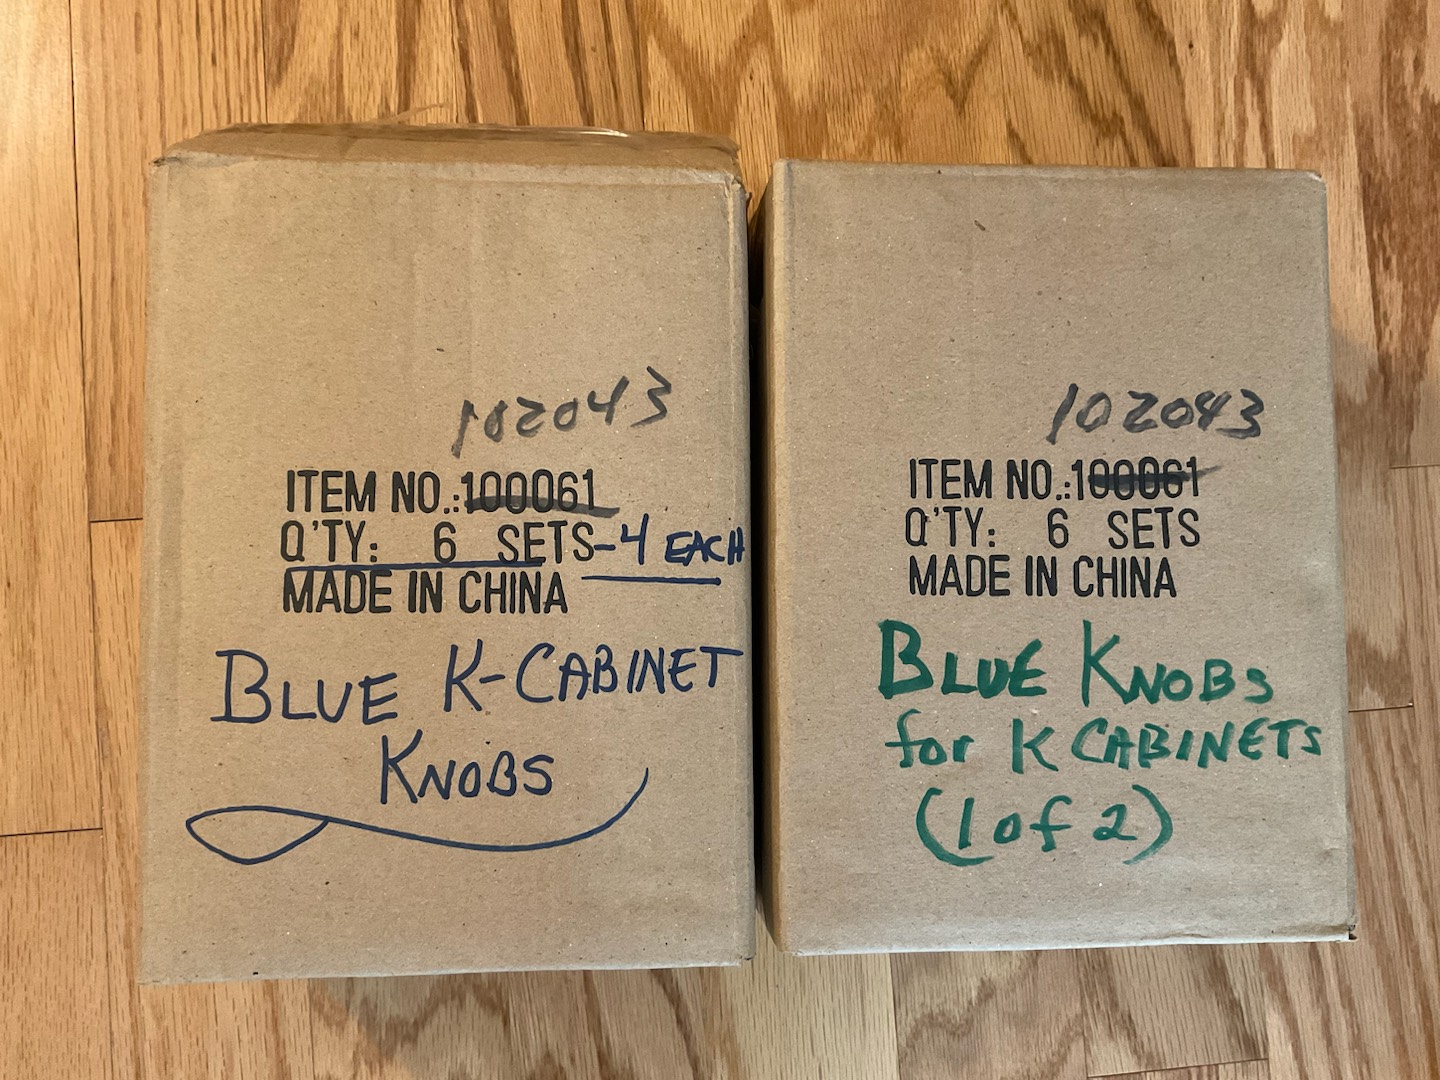 102043
ITEM NO.:100061
Q'TY: 6 SETS-4 EACH
MADE IN CHINA
BLUE K-CABINET
KNOBS
102043
ITEM NO.:100061
Q'TY: 6 SETS
MADE IN CHINA
BLUE KNOBS
for K CABINETS
(1 of 2)